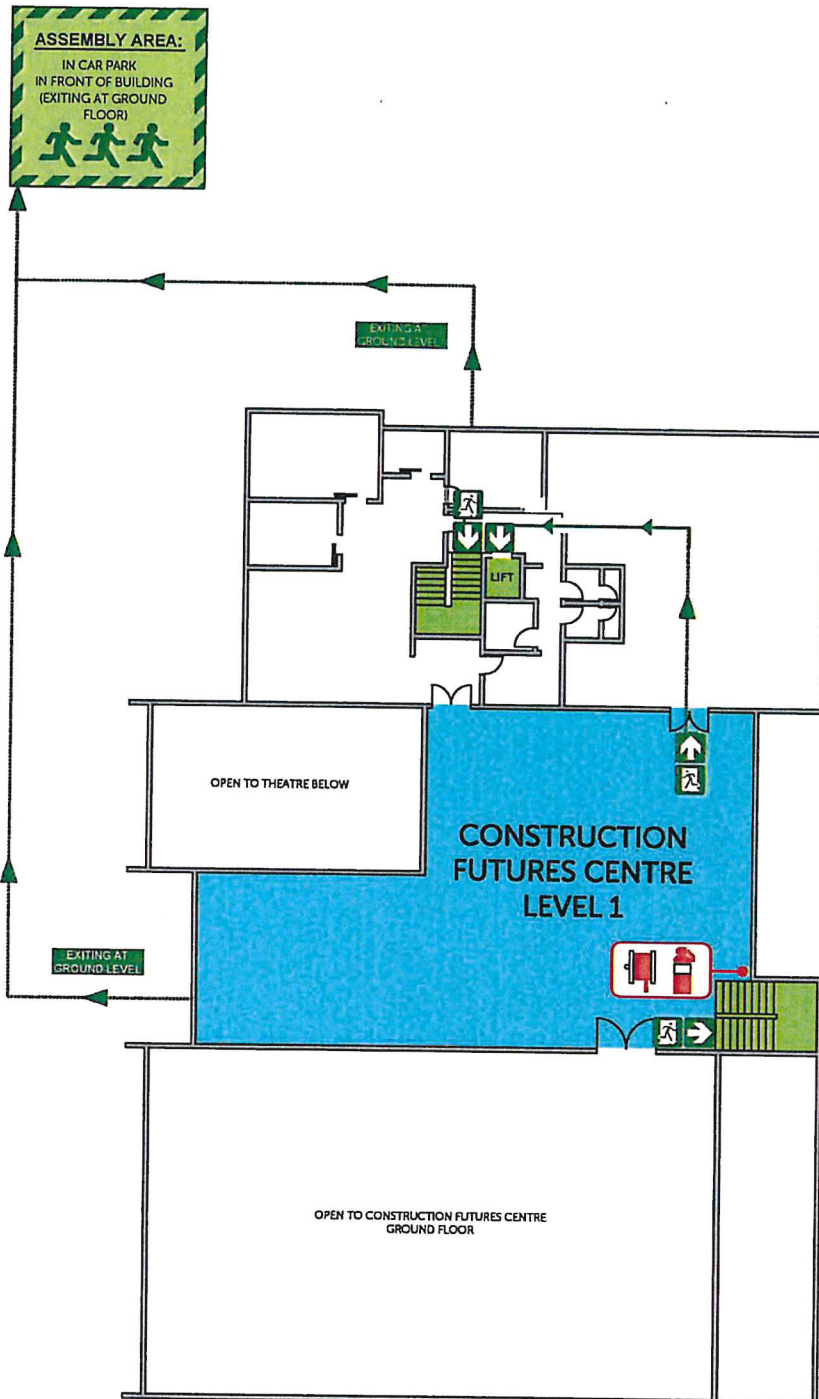 ASSEMBLY AREA:
IN CAR PARK
IN FRONT OF BUILDING
(EXITING AT GROUND
FLOOR)
EXITING AT
GROUND LEVEL
LIFT
OPEN TO THEATRE BELOW
CONSTRUCTION
FUTURES CENTRE
LEVEL 1
EXITING AT
GROUND LEVEL
OPEN TO CONSTRUCTION FUTURES CENTRE
GROUND FLOOR